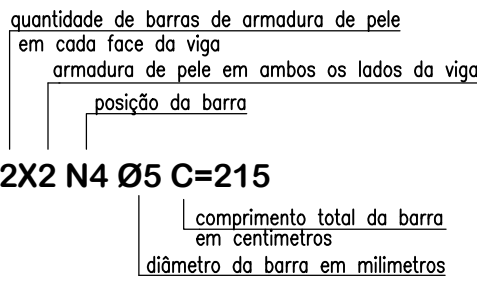 quantidade de barras de armadura de pele
em cada face da viga
armadura de pele em ambos os lados da viga
posição da barra
2X2 N4 Ø5 C=215
comprimento total da barra
em centimetros
diâmetro da barra em milimetros